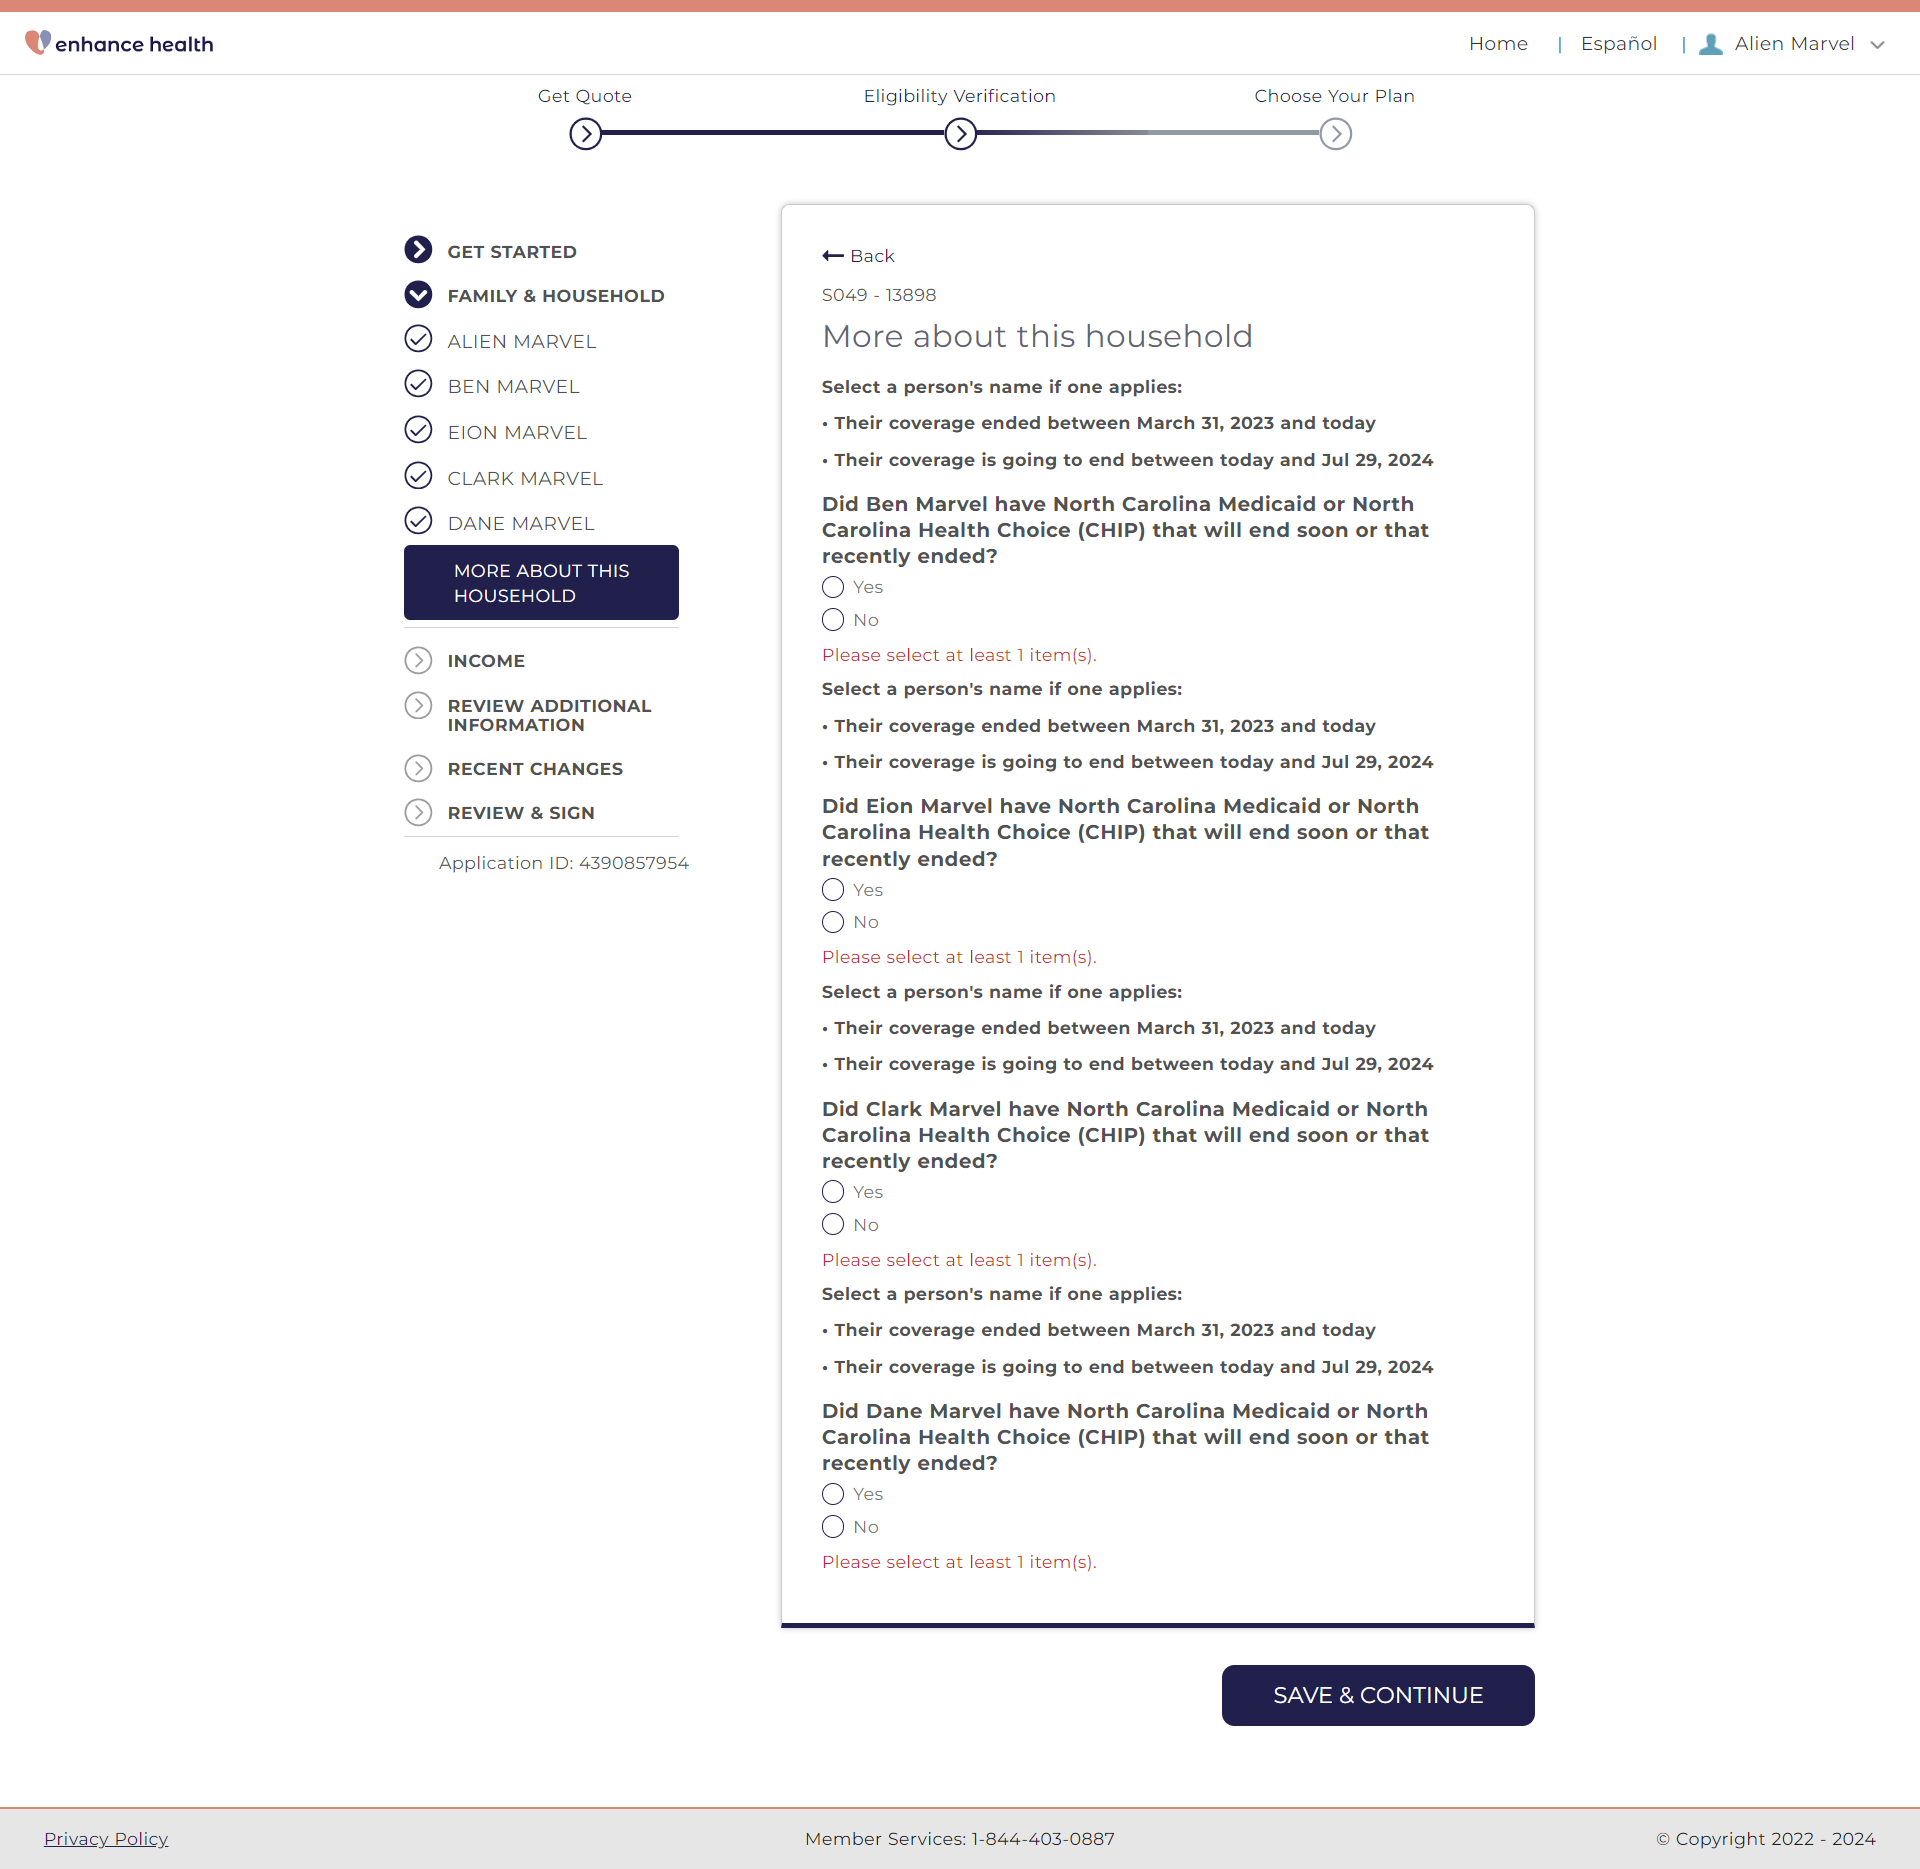 enhance health
Home | Español | Alien Marvel
Get Quote
Eligibility Verification
Choose Your Plan
GET STARTED
FAMILY & HOUSEHOLD
ALIEN MARVEL
BEN MARVEL
EION MARVEL
CLARK MARVEL
DANE MARVEL
MORE ABOUT THIS
HOUSEHOLD
INCOME
REVIEW ADDITIONAL
INFORMATION
RECENT CHANGES
REVIEW & SIGN
Application ID: 4390857954
Back
S049 - 13898
More about this household
Select a person's name if one applies:
• Their coverage ended between March 31, 2023 and today
• Their coverage is going to end between today and Jul 29, 2024
Did Ben Marvel have North Carolina Medicaid or North
Carolina Health Choice (CHIP) that will end soon or that
recently ended?
Yes
No
Please select at least 1 item(s).
Select a person's name if one applies:
• Their coverage ended between March 31, 2023 and today
• Their coverage is going to end between today and Jul 29, 2024
Did Eion Marvel have North Carolina Medicaid or North
Carolina Health Choice (CHIP) that will end soon or that
recently ended?
Yes
No
Please select at least 1 item(s).
Select a person's name if one applies:
• Their coverage ended between March 31, 2023 and today
• Their coverage is going to end between today and Jul 29, 2024
Did Clark Marvel have North Carolina Medicaid or North
Carolina Health Choice (CHIP) that will end soon or that
recently ended?
Yes
No
Please select at least 1 item(s).
Select a person's name if one applies:
• Their coverage ended between March 31, 2023 and today
• Their coverage is going to end between today and Jul 29, 2024
Did Dane Marvel have North Carolina Medicaid or North
Carolina Health Choice (CHIP) that will end soon or that
recently ended?
Yes
No
Please select at least 1 item(s).
SAVE & CONTINUE
Privacy Policy
Member Services: 1-844-403-0887
© Copyright 2022 - 2024